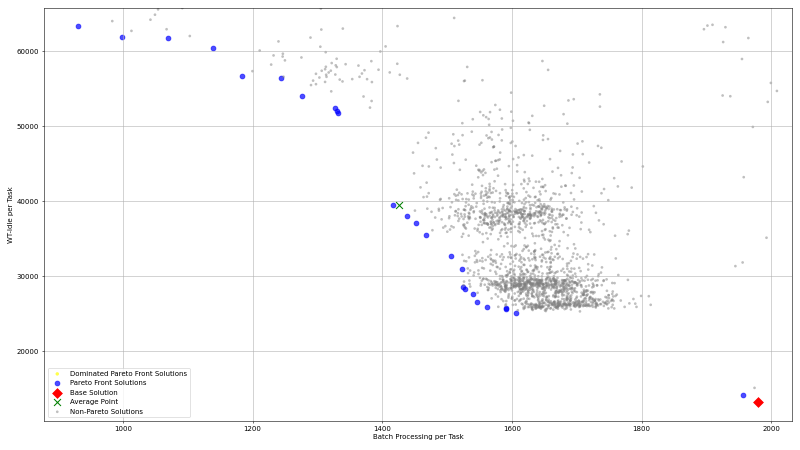 60000
50000
40000
30000
20000
WT-Idle per Task
1000
1200
1400
1600
1800
2000
Batch Processing per Task
Dominated Pareto Front Solutions
Pareto Front Solutions
Base Solution
Average Point
Non-Pareto Solutions